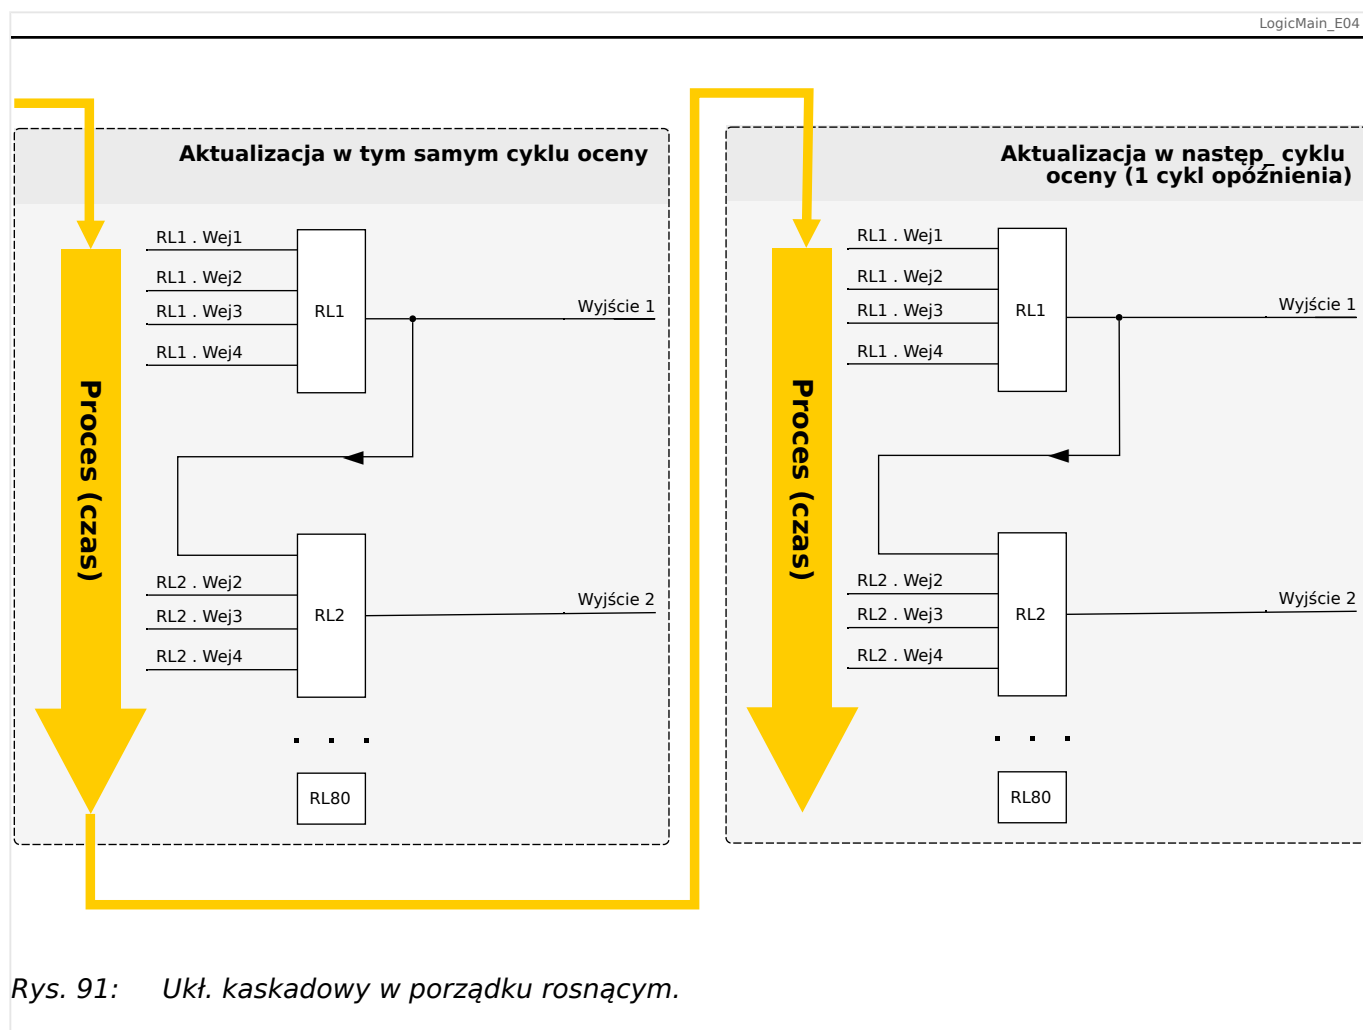 LogicMain_E04
Aktualizacja w tym samym cyklu oceny
RL1 . Wej1
RL1 . Wej2
RL1 . Wej3
RL1 . Wej4
RL1
Wyjście 1
Proces (czas)
RL2 . Wej2
RL2 . Wej3
RL2 . Wej4
RL2
Wyjście 2
. . .
RL80
Aktualizacja w następ_ cyklu
oceny (1 cykl opóźnienia)
RL1 . Wej1
RL1 . Wej2
RL1 . Wej3
RL1 . Wej4
RL1
Wyjście 1
Proces (czas)
RL2 . Wej2
RL2 . Wej3
RL2 . Wej4
RL2
Wyjście 2
. . .
RL80
Rys. 91: Ukł. kaskadowy w porządku rosnącym.